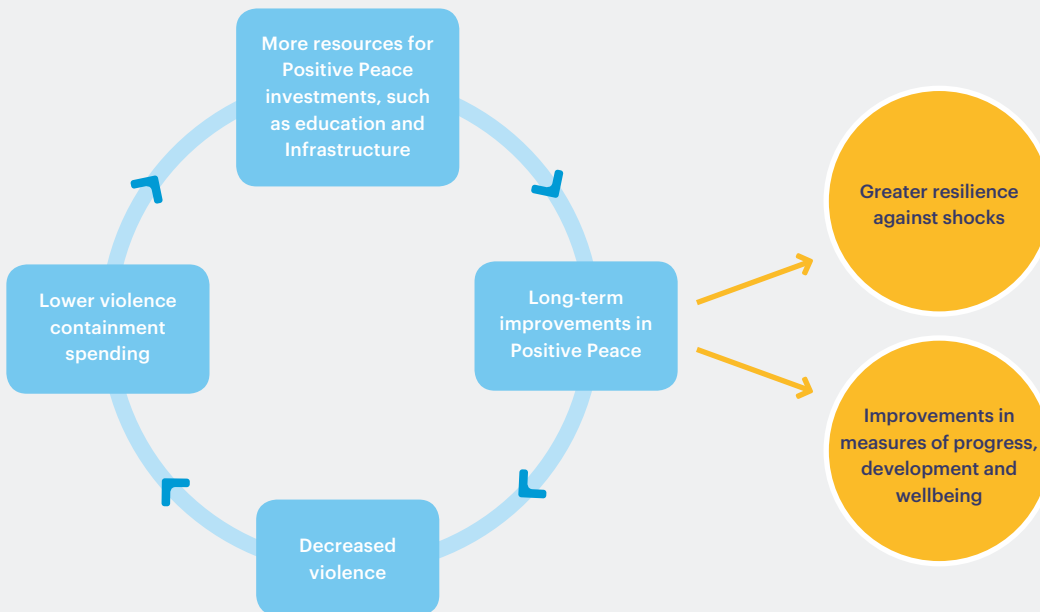 More resources for
Positive Peace
investments, such
as education and
Infrastructure
Greater resilience
against shocks
Lower violence
containment
spending
Long-term
improvements in
Positive Peace
Improvements in
measures of progress,
development and
wellbeing
Decreased
violence